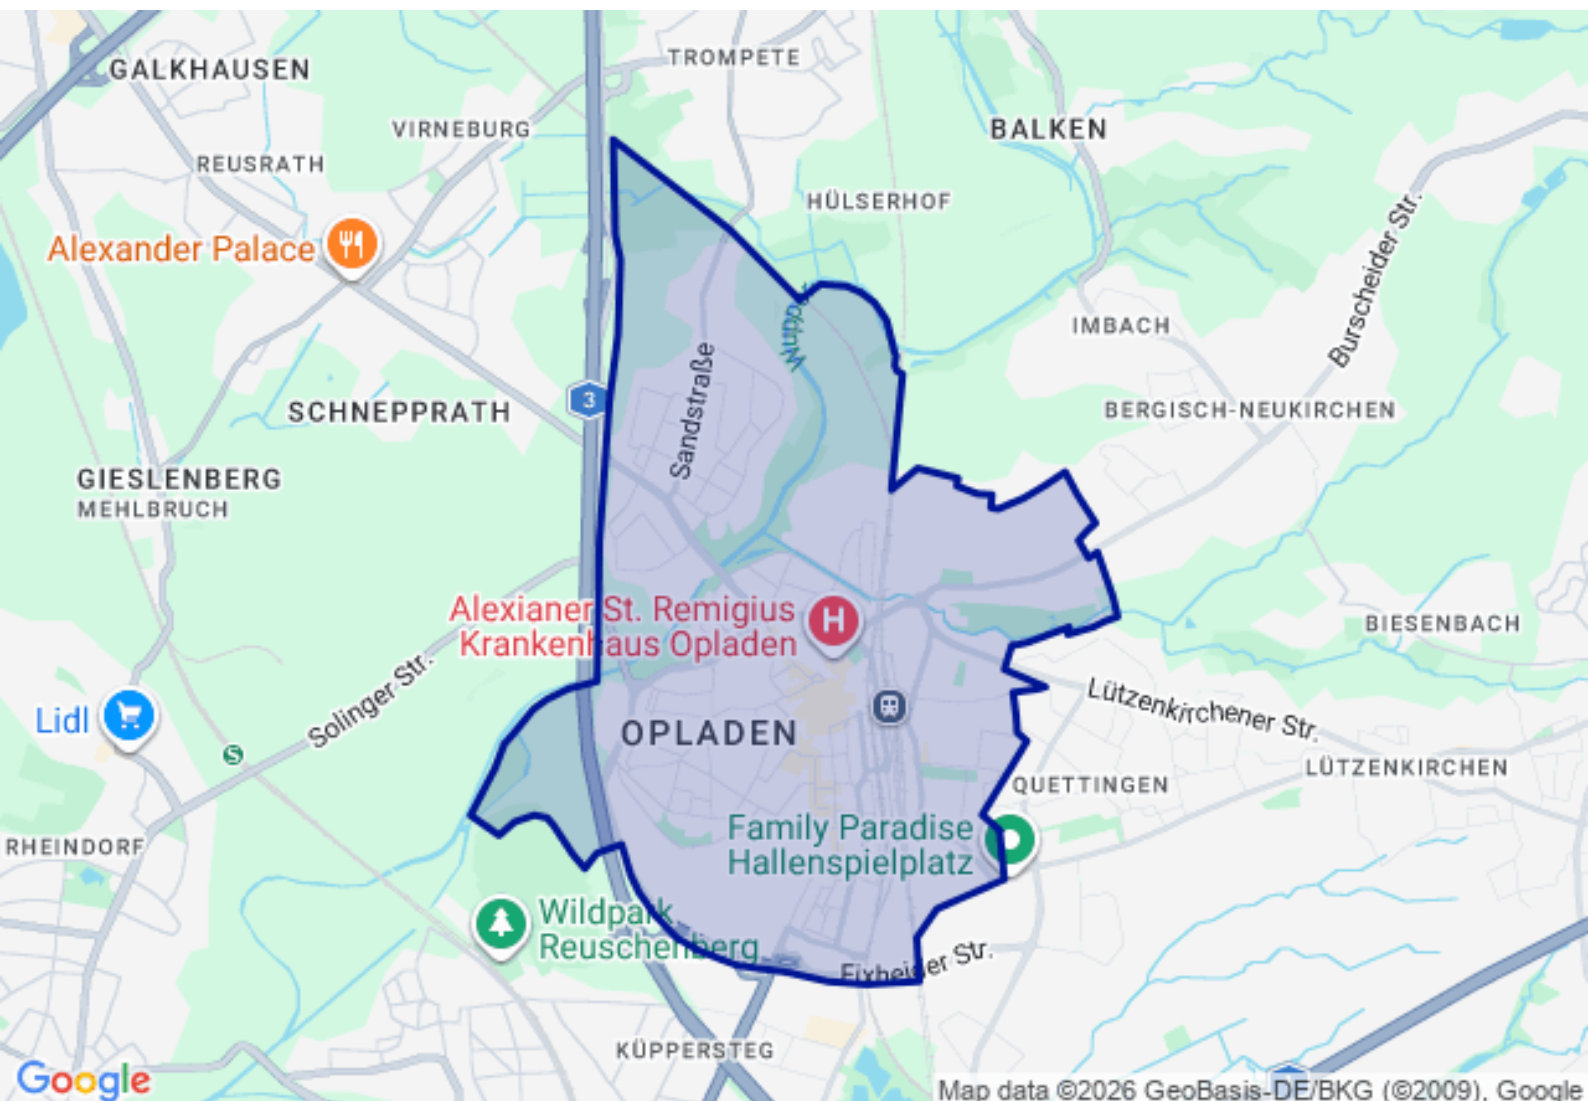 TROMPETE
GALKHAUSEN
VIRNEBURG
BALKEN
REUSRATH
HÜLSERHOF
Alexander Palace
Burscheider Str.
Wupper
IMBACH
3
Sandstraße
SCHNEPPRATH
BERGISCH-NEUKIRCHEN
GIESLENBERG
MEHLBRUCH
Alexianer St. Remigius
Krankenhaus Opladen
H
BIESENBACH
Solinger Str.
Lützenkirchener Str.
Lidl
OPLADEN
S
LÜTZENKIRCHEN
QUETTINGEN
Family Paradise
Hallenspielplatz
RHEINDORF
Wildpark
Reuschenberg
Fixheider Str.
KÜPPERSTEG
Google
Map data ©2026 GeoBasis-DE/BKG (©2009), Google